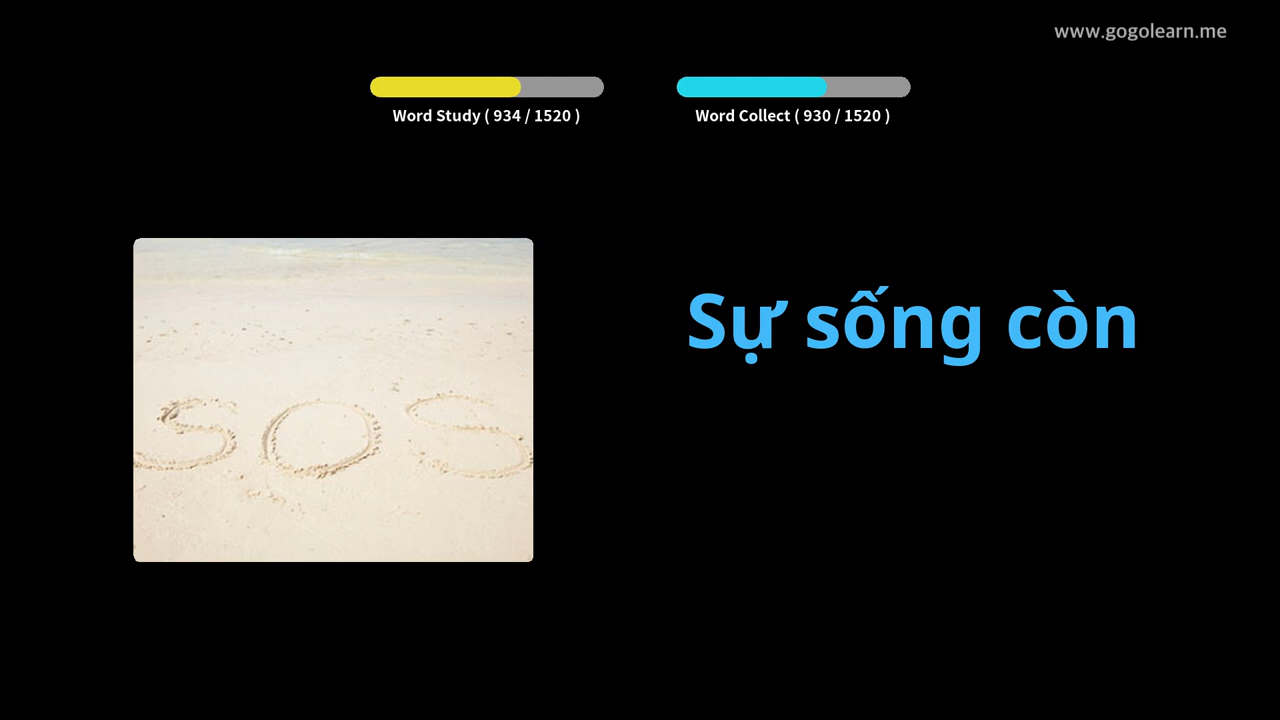 www.gogolearn.me
Word Study ( 934 / 1520 )
Word Collect ( 930 / 1520 )
Sự sống còn
SOS